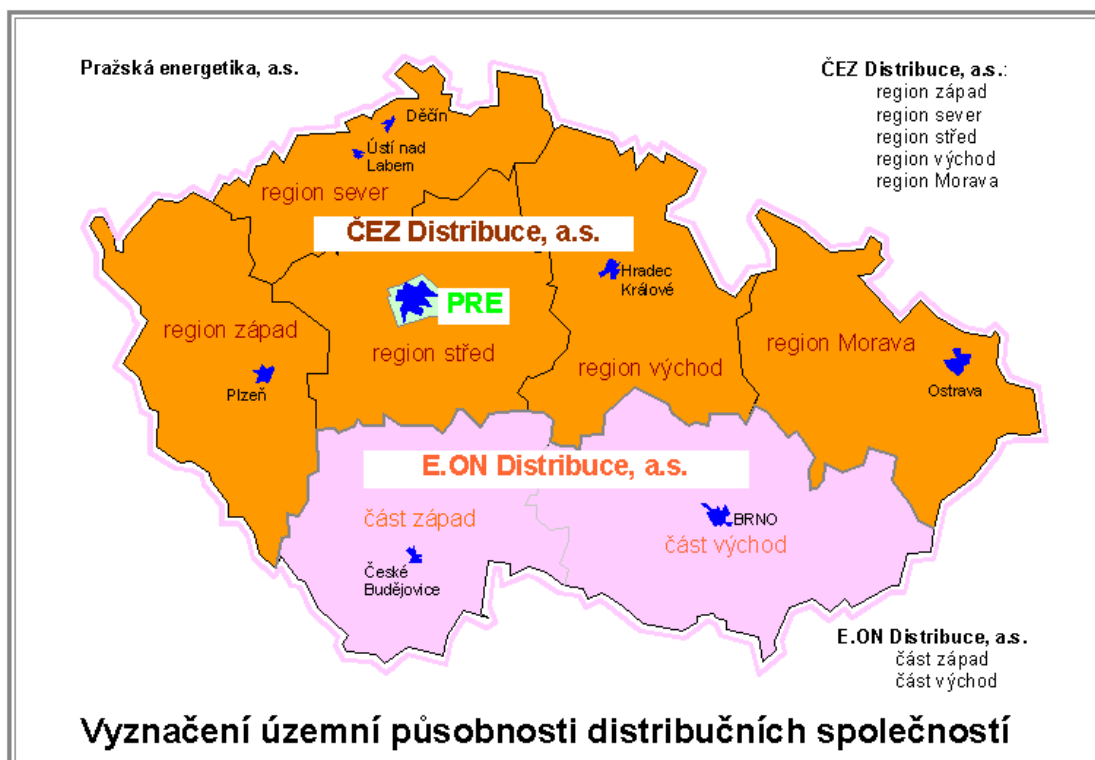 Pražská energetika, a.s.
ČEZ Distribuce, a.s.:
region západ
region sever
region střed
region východ
region Morava
Děčín
Ústí nad
Labem
region sever
ČEZ Distribuce, a.s.
Hradec
Králové
PRE
region západ
region střed
region východ
region Morava
Plzeň
Ostrava
E.ON Distribuce, a.s.
část západ
BRNO
část východ
České
Budějovice
E.ON Distribuce, a.s.
část západ
část východ
Vyznačení územní působnosti distribučních společností